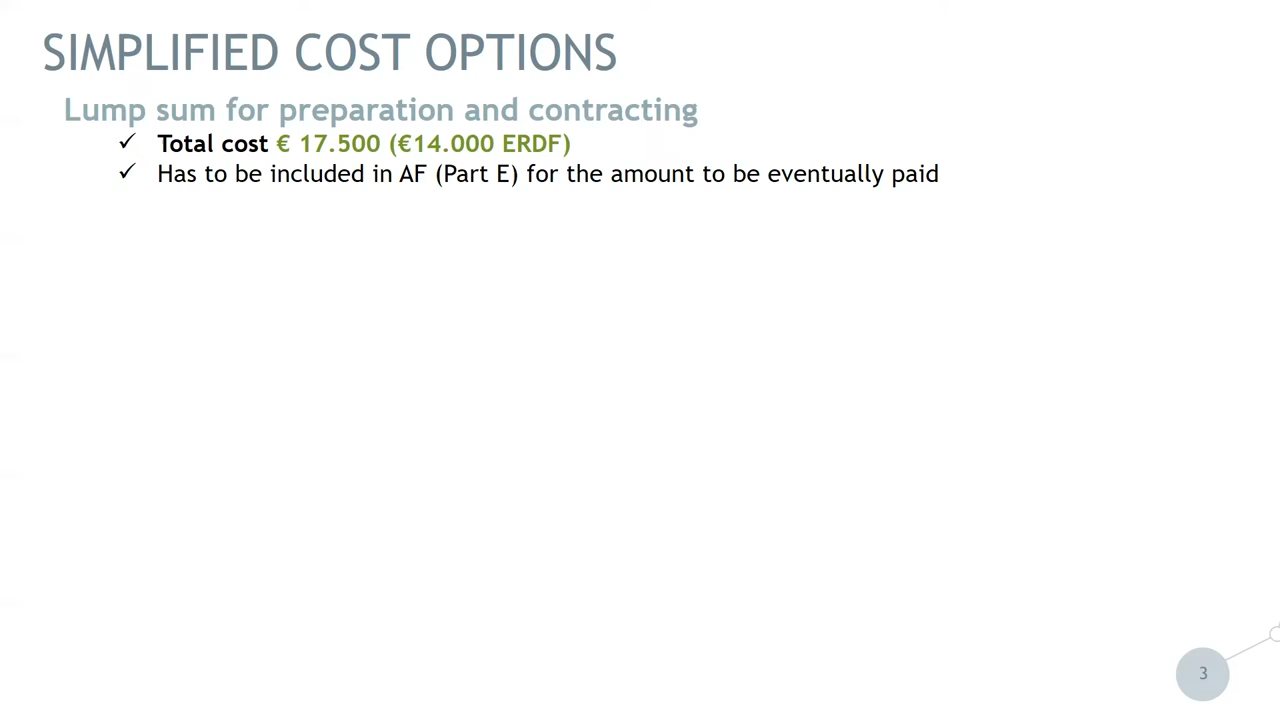 SIMPLIFIED COST OPTIONS
Lump sum for preparation and contracting
✓ Total cost € 17.500 (€14.000 ERDF)
✓ Has to be included in AF (Part E) for the amount to be eventually paid
3